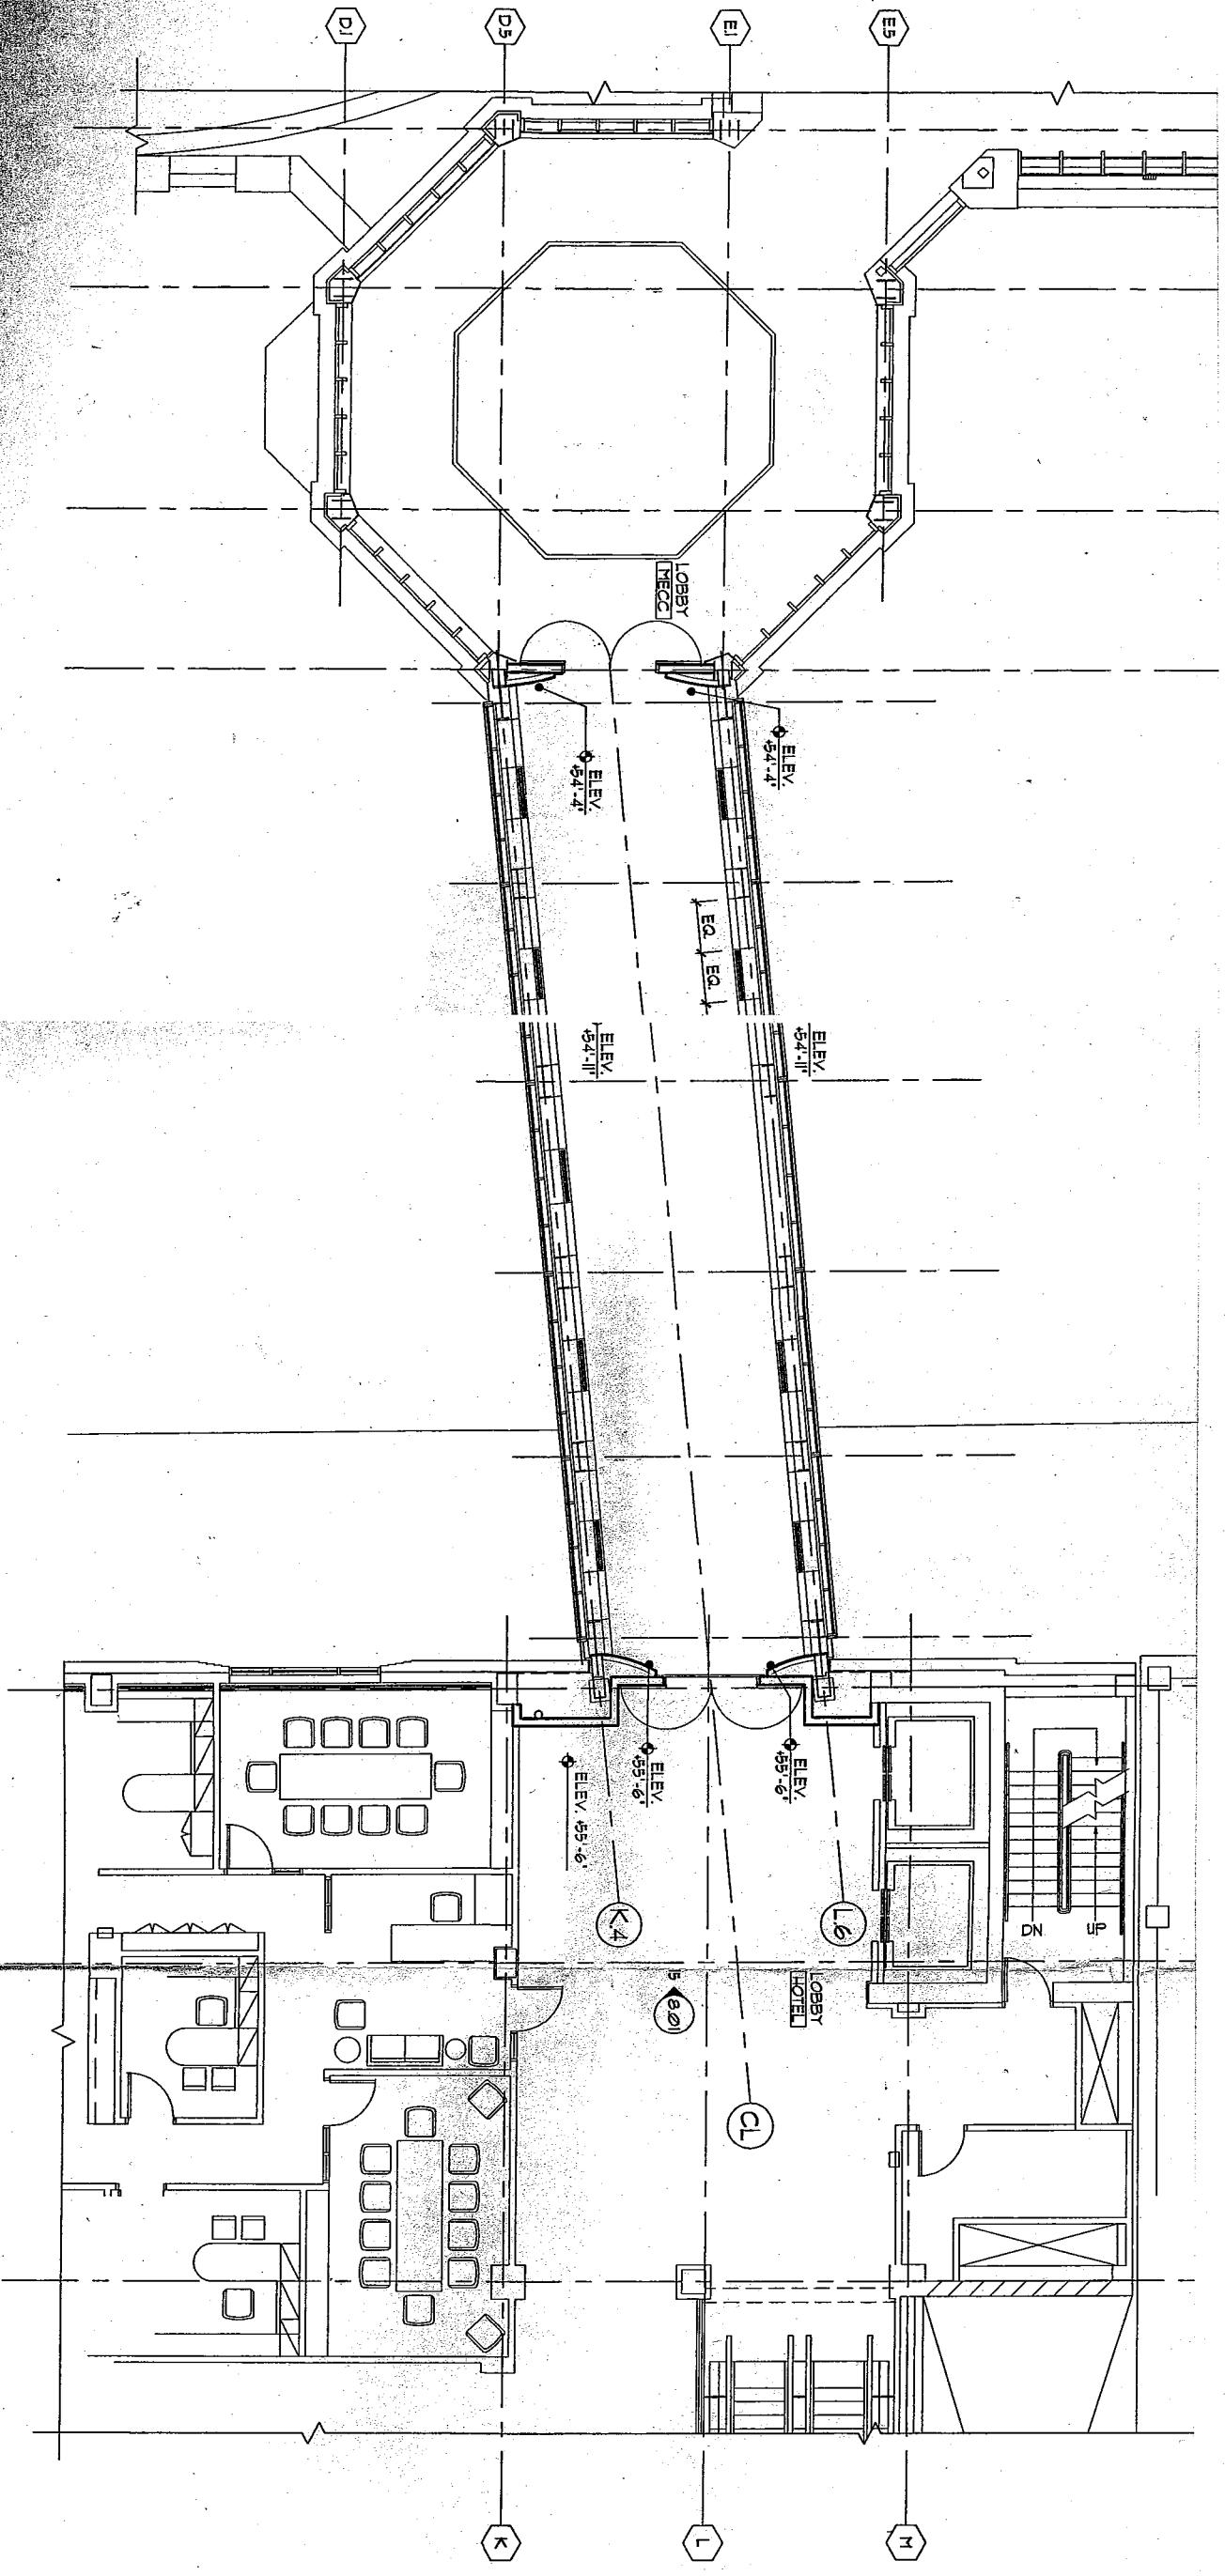 D.1
D.5
E.1
E.5
LOBBY
MECC
ELEV.
+54'-4"
ELEV.
+54'-4"
EQ.
EQ.
ELEV.
+54'-11"
ELEV.
+54'-11"
ELEV.
+55'-6"
ELEV.
+55'-6"
ELEV. +55'-6"
K.4
L.6
DN
UP
LOBBY
HOTEL
5
8.01
CL
K
L
M